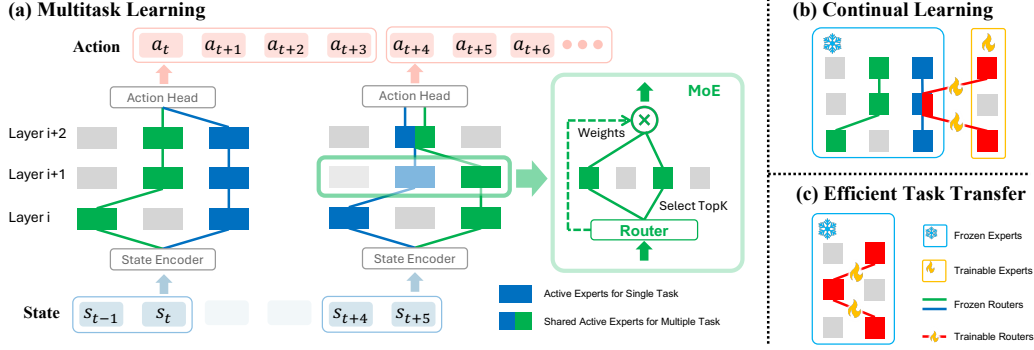 (a) Multitask Learning
Action
a_t a_{t+1} a_{t+2} a_{t+3} a_{t+4} a_{t+5} a_{t+6}
Action Head
Action Head
Layer i+2
Layer i+1
Layer i
State Encoder
State Encoder
State
s_{t−1} s_t s_{t+4} s_{t+5}
MoE
Weights
Select TopK
Router
Active Experts for Single Task
Shared Active Experts for Multiple Task
(b) Continual Learning
(c) Efficient Task Transfer
Frozen Experts
Trainable Experts
Frozen Routers
Trainable Routers